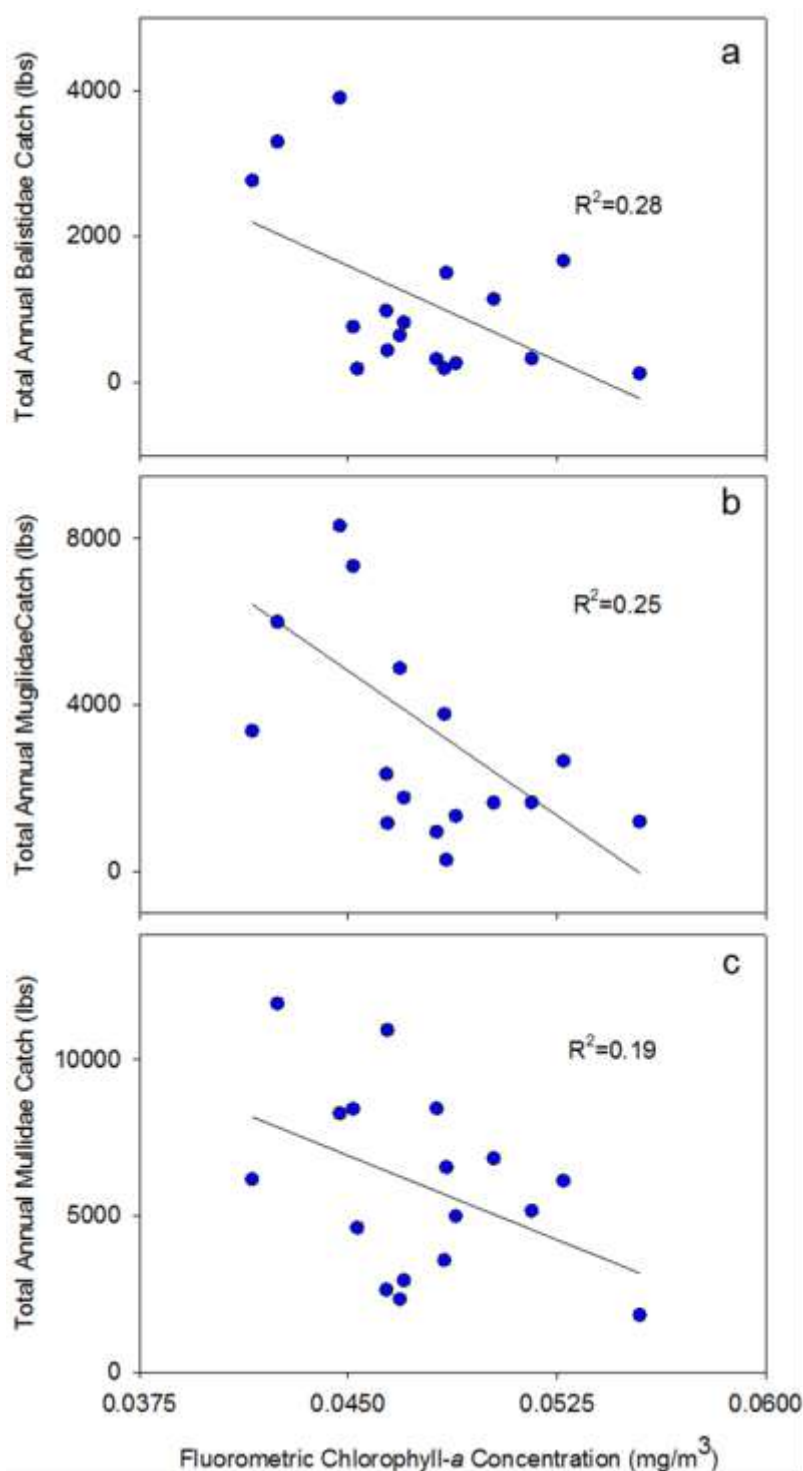 a
Total Annual Balistidae Catch (lbs)
4000
2000
0
R²=0.28
b
Total Annual MugilidaeCatch (lbs)
8000
4000
0
R²=0.25
c
Total Annual Mullidae Catch (lbs)
10000
5000
0
R²=0.19
0.0375 0.0450 0.0525 0.0600
Fluorometric Chlorophyll-a Concentration (mg/m³)